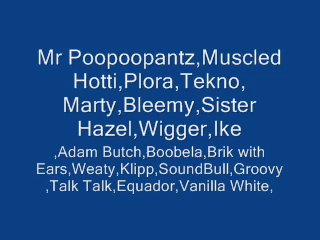 Mr Poopoopantz,Muscled
Hotti,Plora,Tekno,
Marty,Bleemy,Sister
Hazel,Wigger,Ike
,Adam Butch,Boobela,Brik with
Ears,Weaty,Klipp,SoundBull,Groovy
,Talk Talk,Equador,Vanilla White,